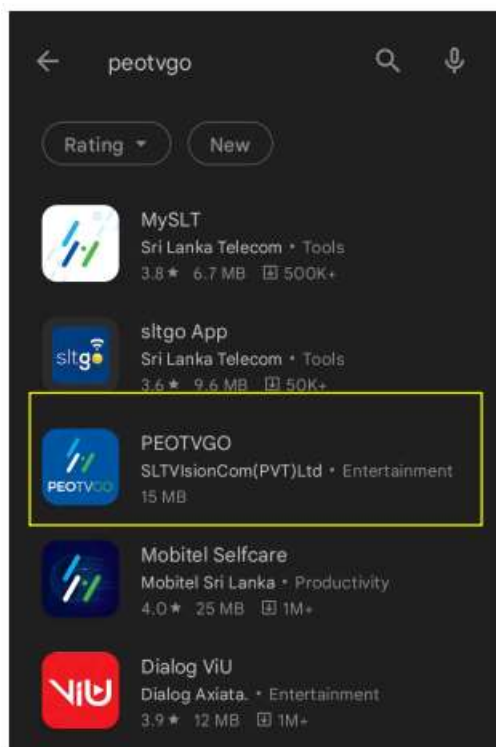 peotvgo
Rating New
MySLT
Sri Lanka Telecom • Tools
3.8★ 6.7 MB 500K+
sltgo
sltgo App
Sri Lanka Telecom • Tools
3.6★ 9.6 MB 50K+
PEOTVGO
PEOTVGO
SLTVIsionCom(PVT)Ltd • Entertainment
15 MB
Mobitel Selfcare
Mobitel Sri Lanka • Productivity
4.0★ 25 MB 1M+
ViU
Dialog ViU
Dialog Axiata. • Entertainment
3.9★ 12 MB 1M+